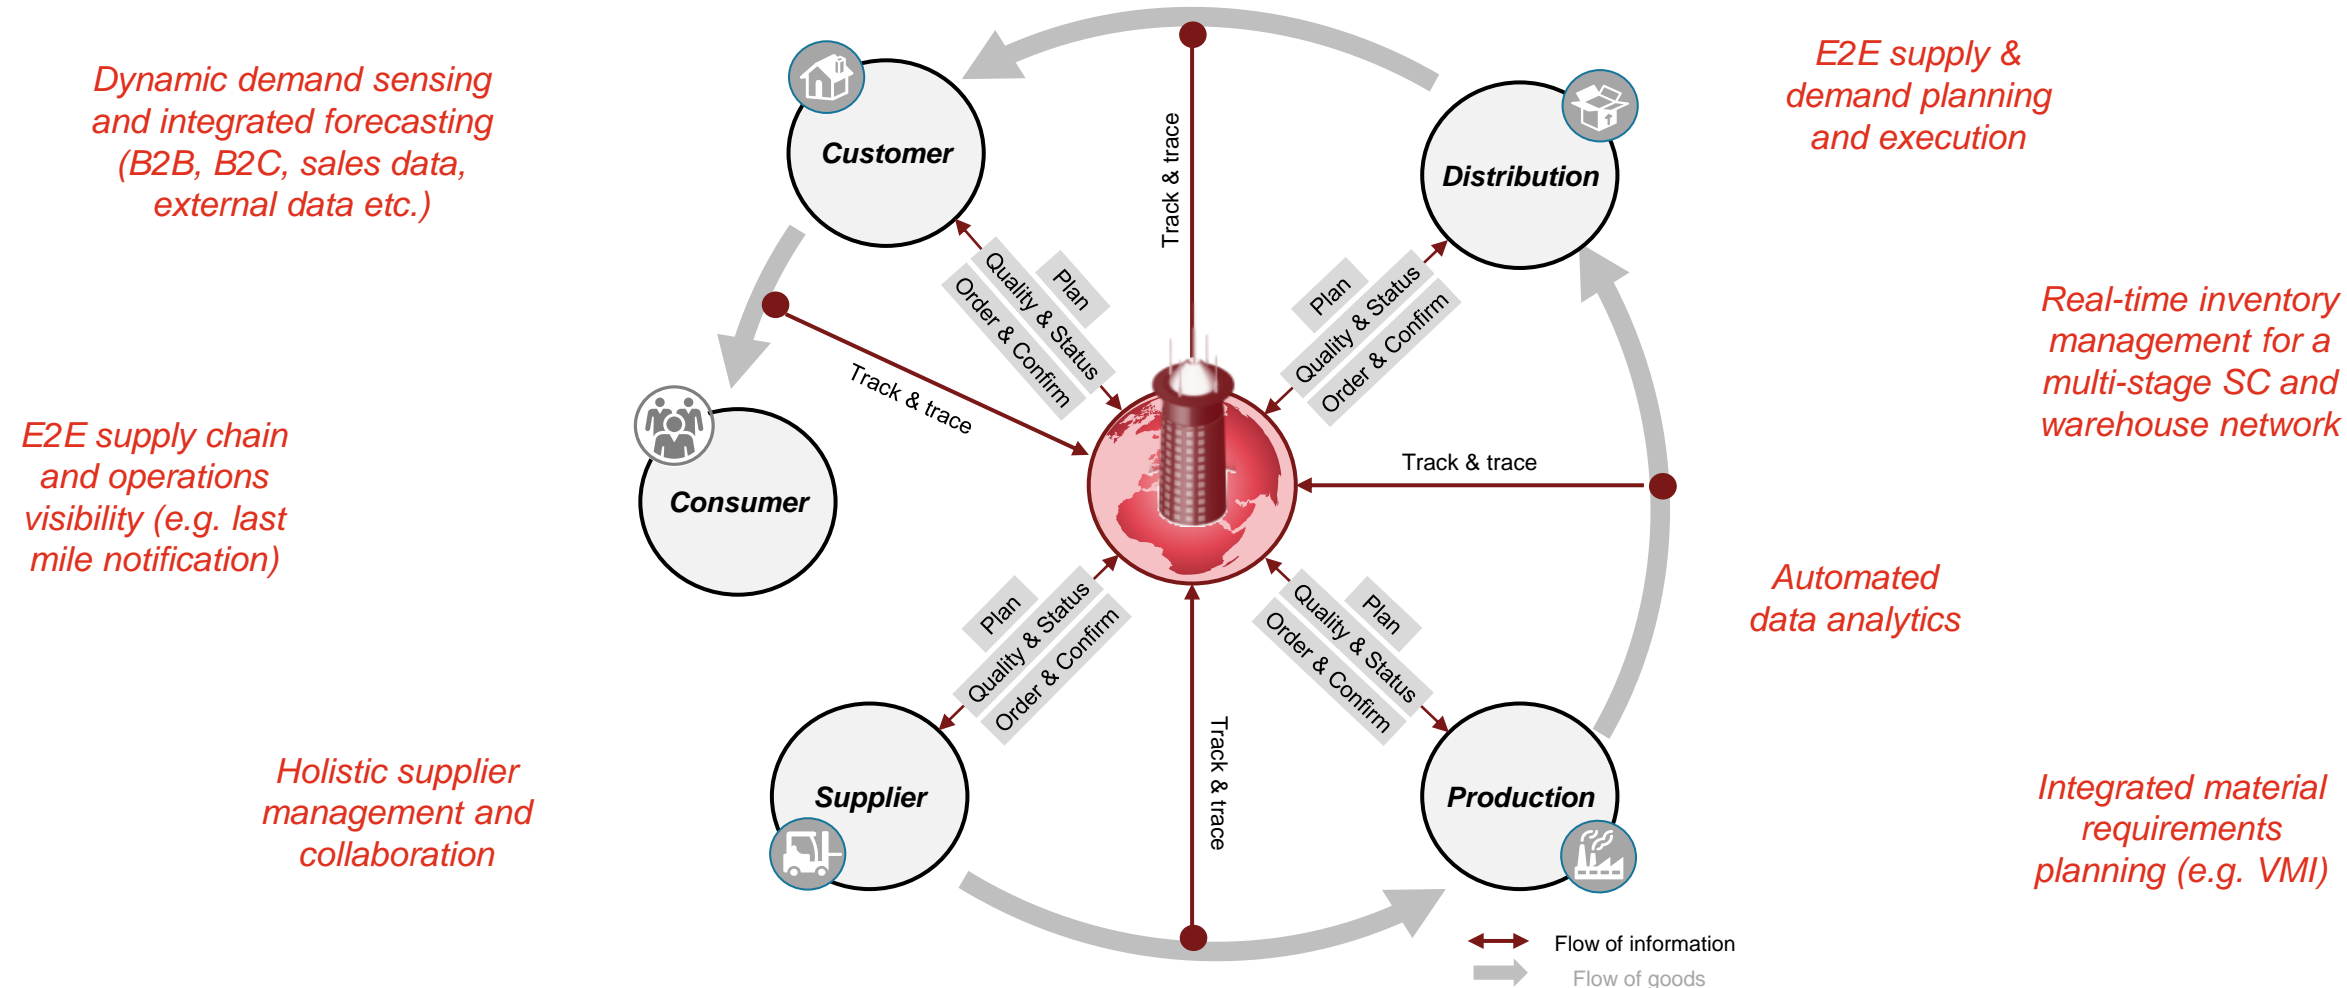 Dynamic demand sensing
and integrated forecasting
(B2B, B2C, sales data,
external data etc.)
E2E supply chain
and operations
visibility (e.g. last
mile notification)
Holistic supplier
management and
collaboration
Customer
Plan
Quality & Status
Order & Confirm
Track & trace
Consumer
Track & trace
Distribution
Plan
Quality & Status
Order & Confirm
Track & trace
Supplier
Plan
Quality & Status
Order & Confirm
Track & trace
Production
Plan
Quality & Status
Order & Confirm
E2E supply &
demand planning
and execution
Real-time inventory
management for a
multi-stage SC and
warehouse network
Automated
data analytics
Integrated material
requirements
planning (e.g. VMI)
Flow of information
Flow of goods